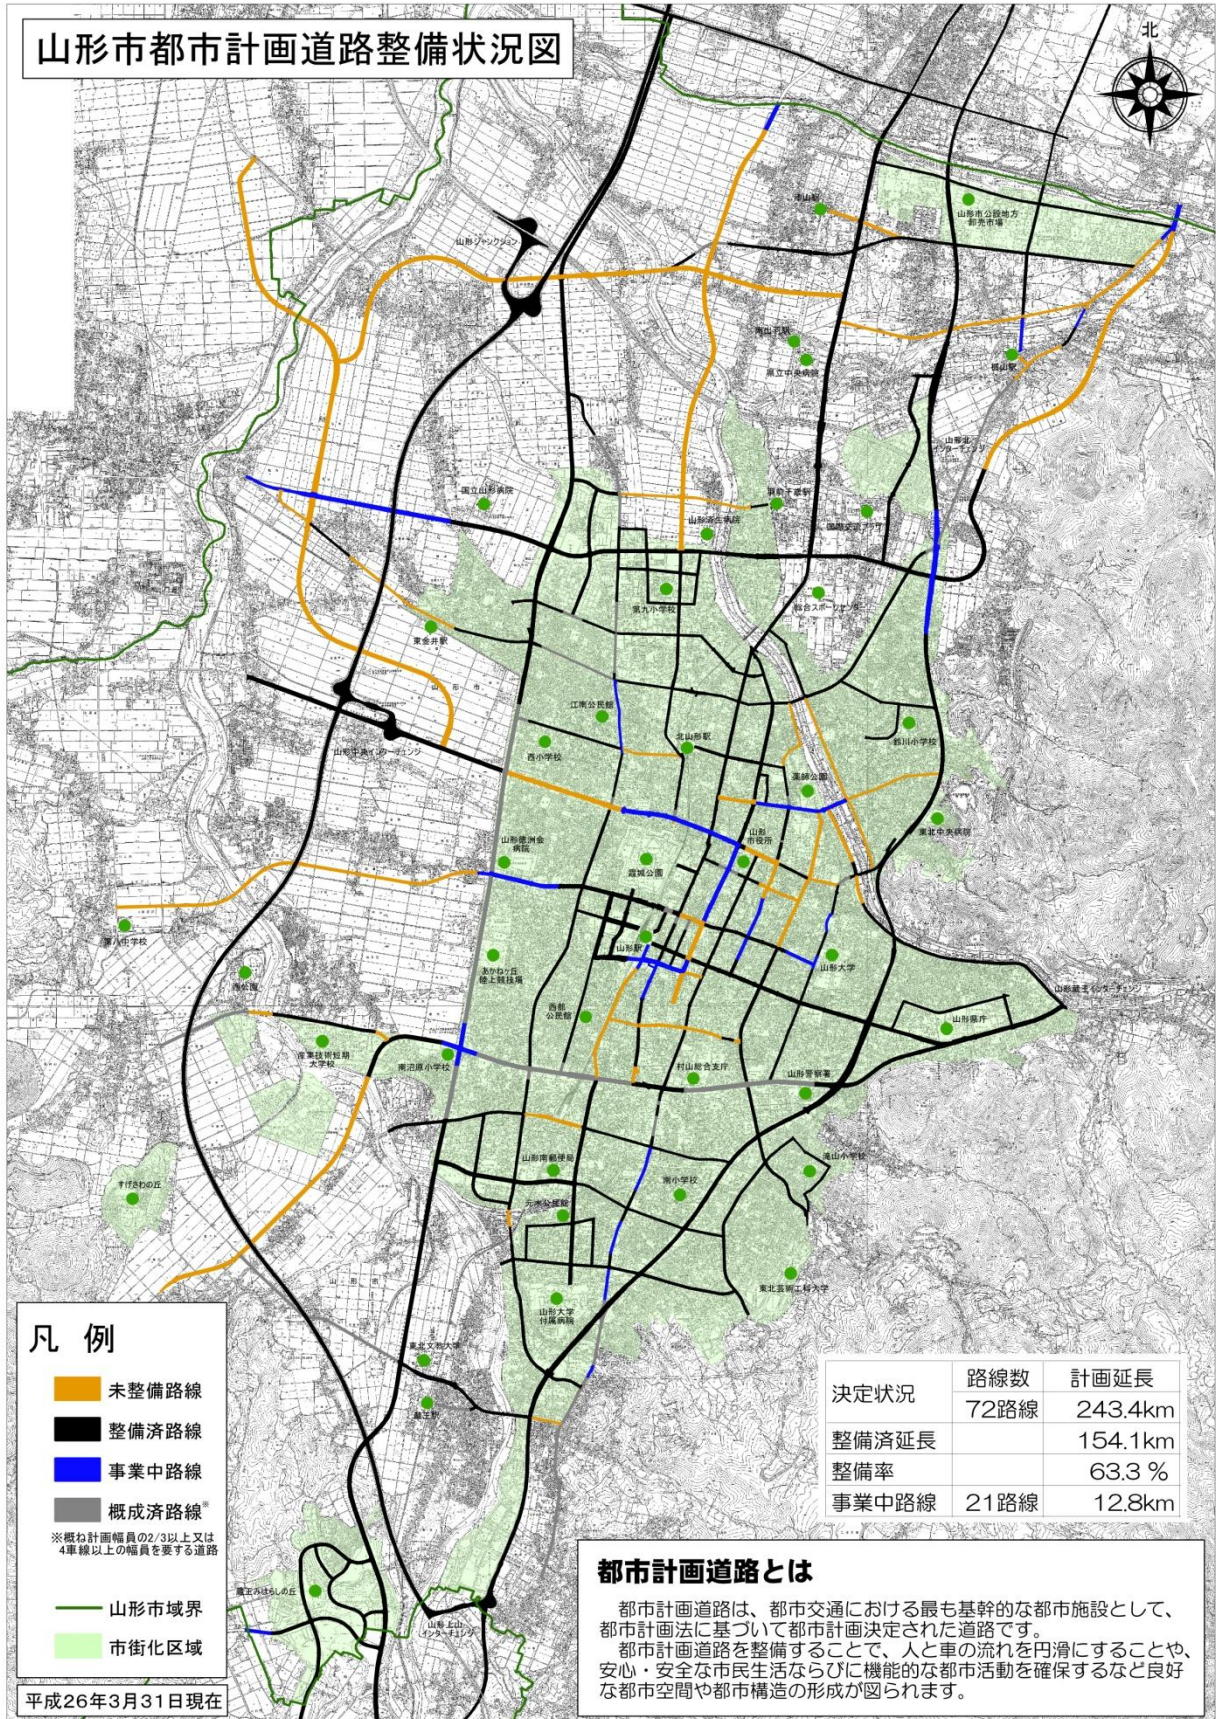 山形市都市計画道路整備状況図
北
山形ジャンクション
山形市公設地方
卸売市場
南出羽駅
県立中央病院
楯山駅
山形北
インターチェンジ
国立山形病院
羽前千歳駅
山形済生病院
国際交流プラザ
第九小学校
総合スポーツセンター
東金井駅
山形市
江南公民館
西小学校
北山形駅
鈴川小学校
山形中央インターチェンジ
薬師公園
東北中央病院
山形
市役所
山形徳洲会
病院
霞城公園
第八中学校
山形駅
山形大学
西公園
あかねヶ丘
陸上競技場
山形蔵王インターチェンジ
西部
公民館
山形県庁
産業技術短期
大学校
南沼原小学校
村山総合支庁
山形警察署
山形南郵便局
滝山小学校
すげさわの丘
南小学校
元木公民館
東北芸術工科大学
山形市
山形大学
付属病院
東北文教大学
蔵王駅
蔵王みはらしの丘
山形上山
インターチェンジ
凡 例
未整備路線
整備済路線
事業中路線
概成済路線※
※概ね計画幅員の2/3以上又は
4車線以上の幅員を要する道路
山形市域界
市街化区域
平成26年3月31日現在
決定状況 路線数 計画延長
72路線 243.4km
整備済延長 154.1km
整備率 63.3 %
事業中路線 21路線 12.8km
都市計画道路とは
都市計画道路は、都市交通における最も基幹的な都市施設として、
都市計画法に基づいて都市計画決定された道路です。
都市計画道路を整備することで、人と車の流れを円滑にすることや、
安心・安全な市民生活ならびに機能的な都市活動を確保するなど良好
な都市空間や都市構造の形成が図られます。